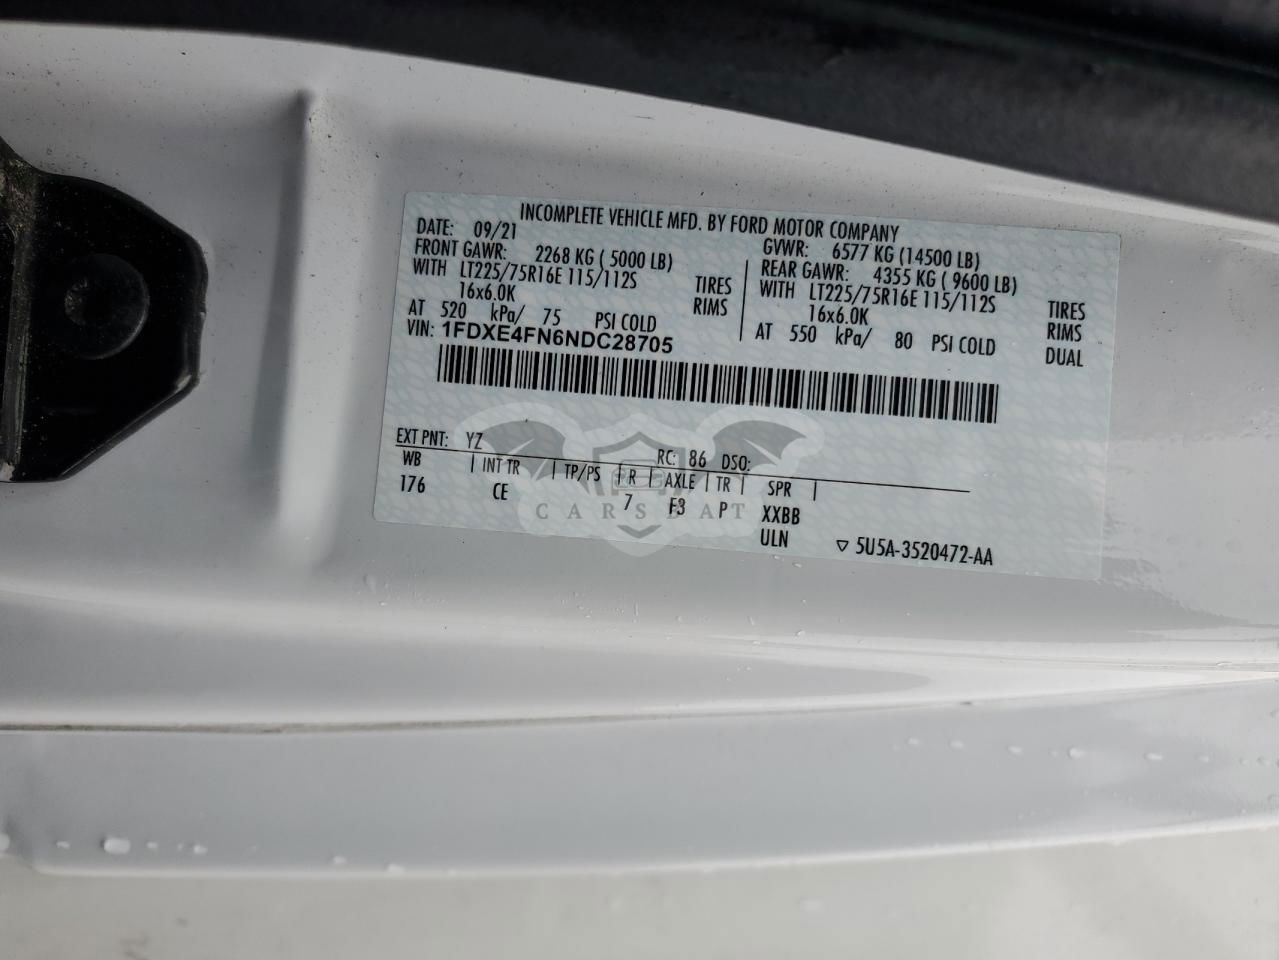 INCOMPLETE VEHICLE MFD. BY FORD MOTOR COMPANY
DATE: 09/21 GVWR: 6577 KG (14500 LB)
FRONT GAWR: 2268 KG ( 5000 LB) REAR GAWR: 4355 KG ( 9600 LB)
WITH LT225/75R16E 115/112S TIRES WITH LT225/75R16E 115/112S TIRES
16x6.0K RIMS 16x6.0K RIMS
AT 520 kPa/ 75 PSI COLD AT 550 kPa/ 80 PSI COLD DUAL
VIN: 1FDXE4FN6NDC28705
EXT PNT: YZ RC: 86 DSO:
WB | INT TR | TP/PS | R | AXLE | TR | SPR |
176 CE 7 F3 P XXBB
ULN ▽ 5U5A-3520472-AA
CARSBAT